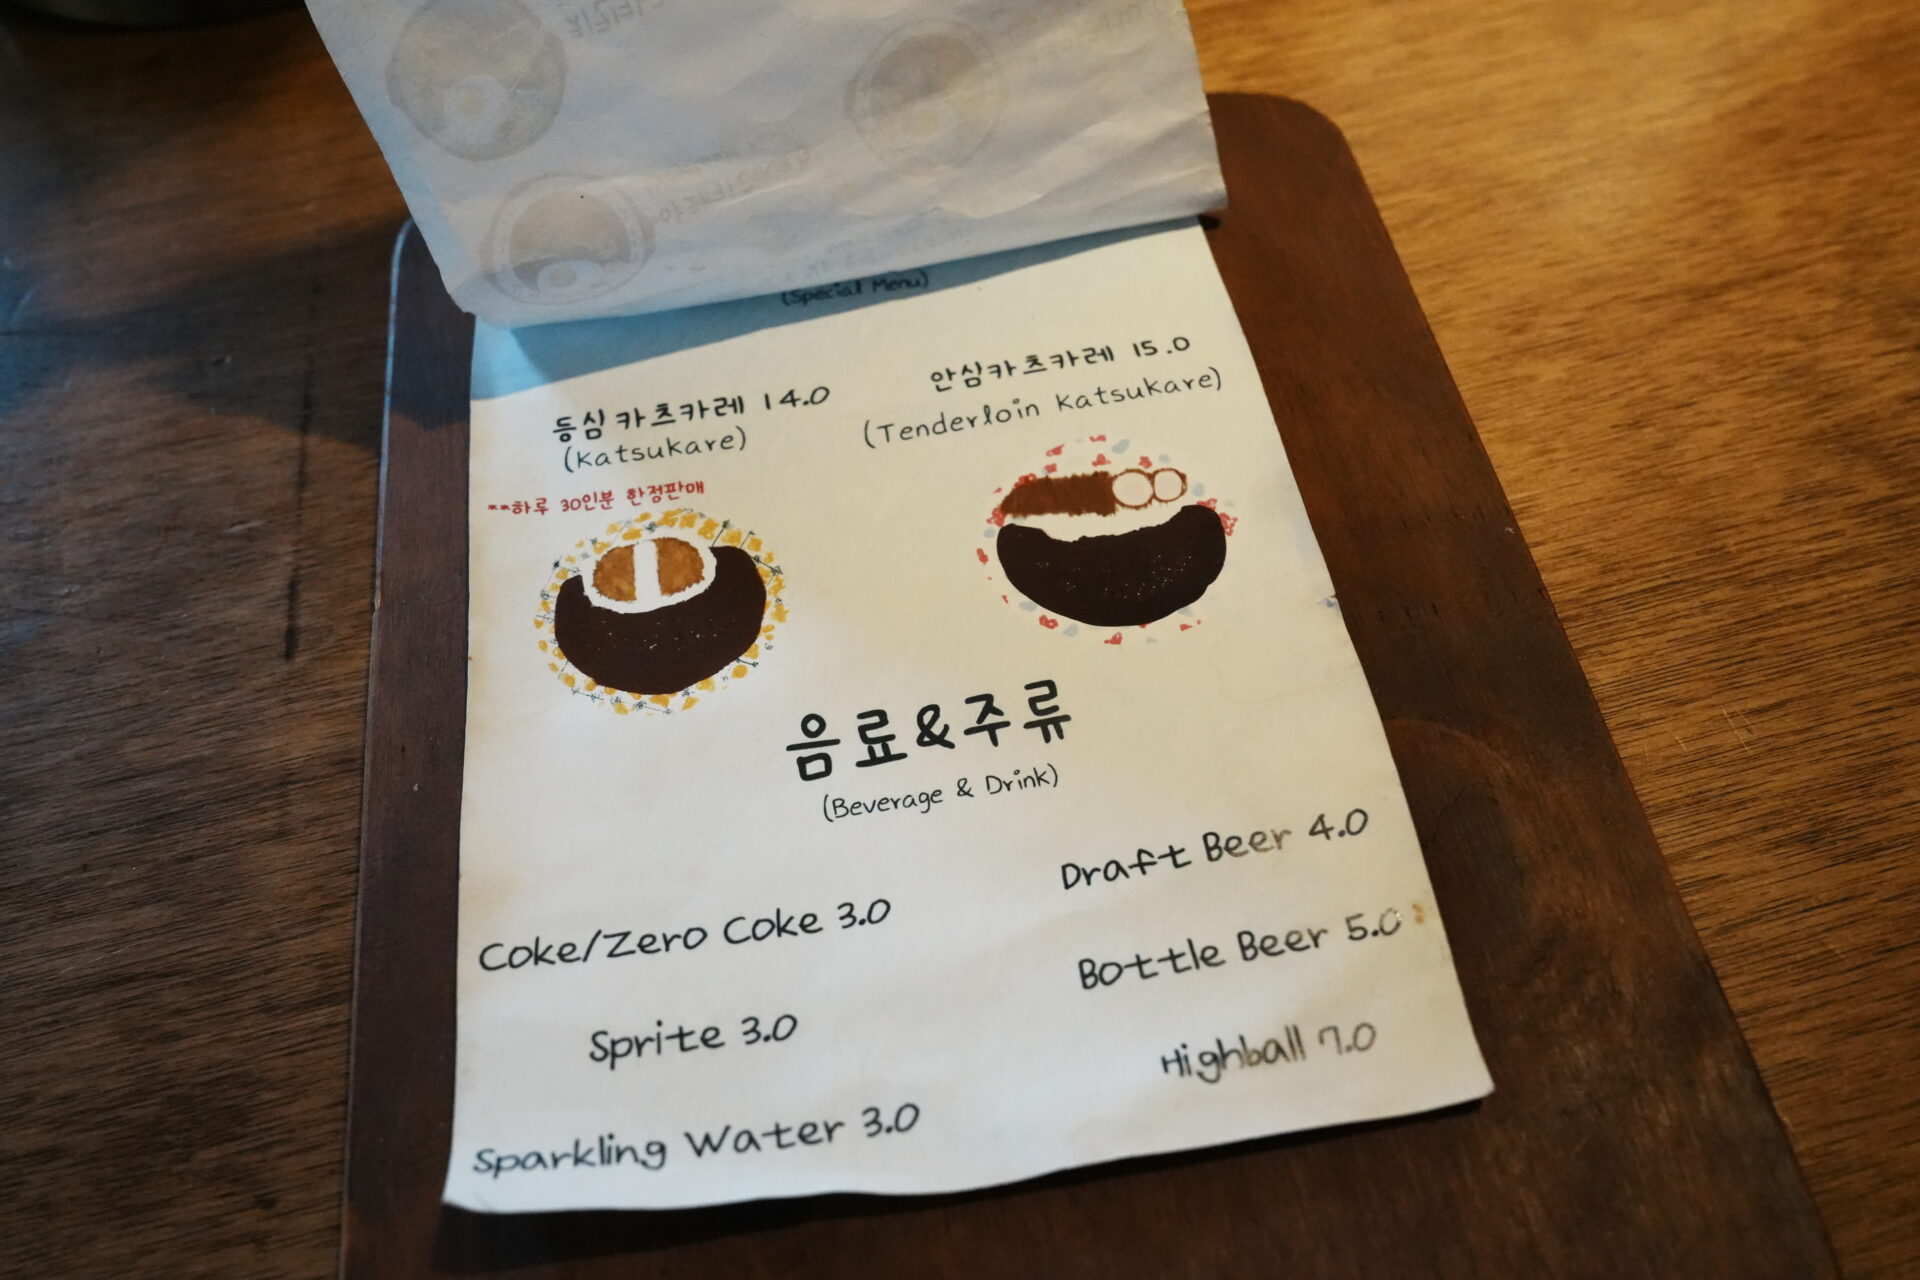 (Special Menu)
등심카츠카레 14.0
(Katsukare)
**하루 30인분 한정판매
안심카츠카레 15.0
(Tenderloin Katsukare)
음료&주류
(Beverage & Drink)
Coke/Zero Coke 3.0
Sprite 3.0
Sparkling Water 3.0
Draft Beer 4.0
Bottle Beer 5.0
Highball 7.0